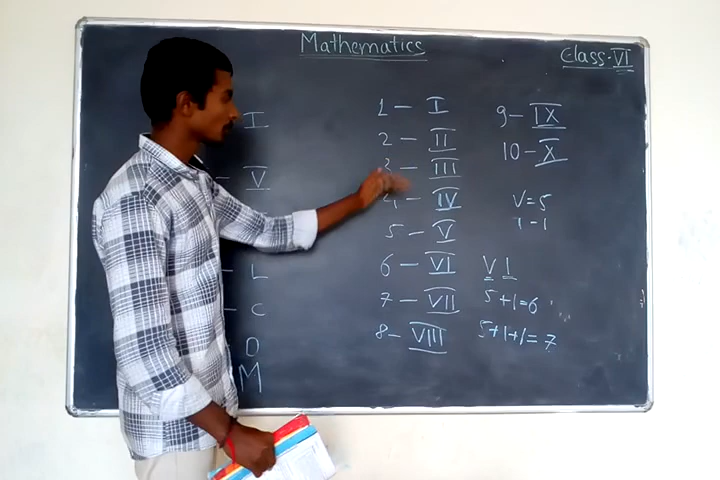 Mathematics
Class-VI
I
- V
- L
- C
D
M
1 - I
2 - II
3 - III
4 - IV
5 - V
6 - VI
7 - VII
8 - VIII
9 - IX
10 - X
V=5
1-1
V I
5+1=6
5+1+1=7